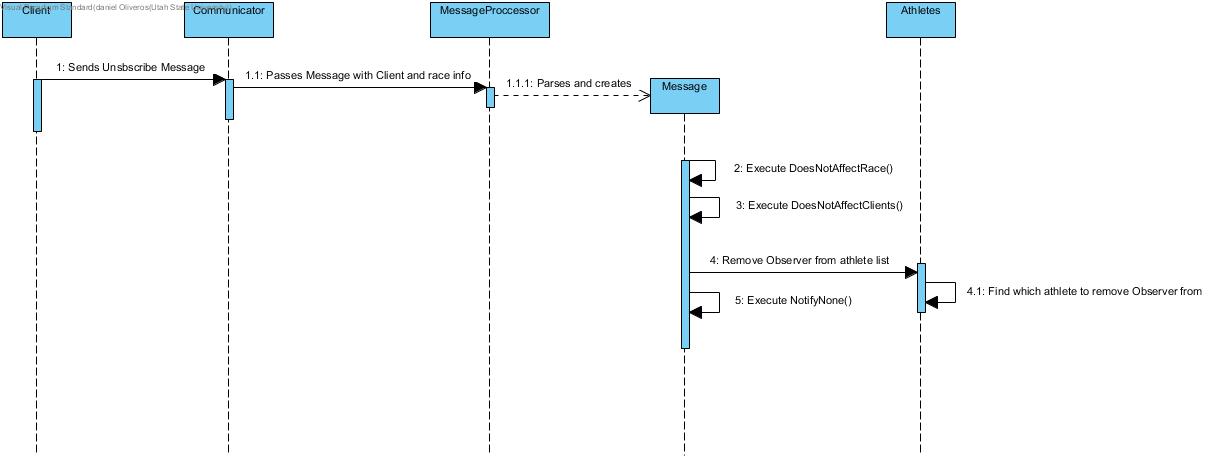 Visual Paradigm Standard(daniel Oliveros(Utah State University))
Client
Communicator
MessageProccessor
Athletes
1: Sends Unsbscribe Message
1.1: Passes Message with Client and race info
1.1.1: Parses and creates
Message
2: Execute DoesNotAffectRace()
3: Execute DoesNotAffectClients()
4: Remove Observer from athlete list
4.1: Find which athlete to remove Observer from
5: Execute NotifyNone()